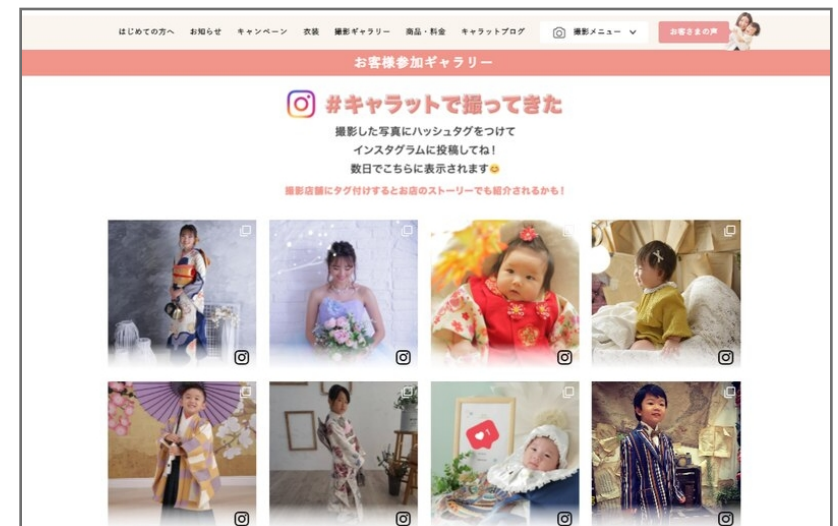 はじめての方へ お知らせ キャンペーン 衣装 撮影ギャラリー 商品・料金 キャラットブログ 撮影メニュー お客さまの声
お客様参加ギャラリー
#キャラットで撮ってきた
撮影した写真にハッシュタグをつけて
インスタグラムに投稿してね!
数日でこちらに表示されます😊
撮影店舗にタグ付けするとお店のストーリーでも紹介されるかも!